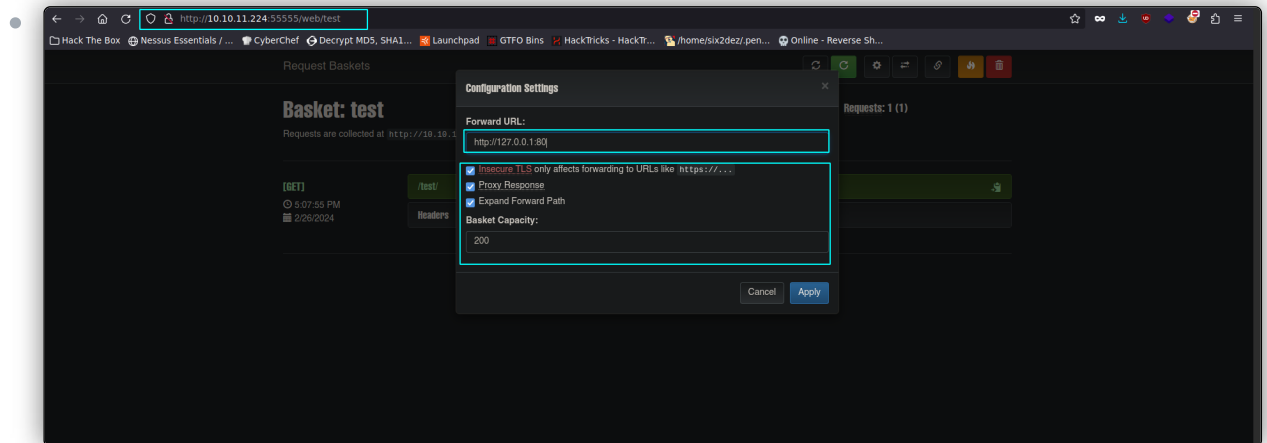 http://10.10.11.224:55555/web/test
Hack The Box Nessus Essentials / ... CyberChef Decrypt MD5, SHA1... Launchpad GTFO Bins HackTricks - HackTr... /home/six2dez/.pen... Online - Reverse Sh...
Request Baskets
Configuration Settings ×
Basket: test
Requests: 1 (1)
Requests are collected at http://10.10.1
Forward URL:
http://127.0.0.1:80
Insecure TLS only affects forwarding to URLs like https://...
Proxy Response
Expand Forward Path
Basket Capacity:
200
[GET] /test/
5:07:55 PM
2/26/2024
Headers
Cancel Apply